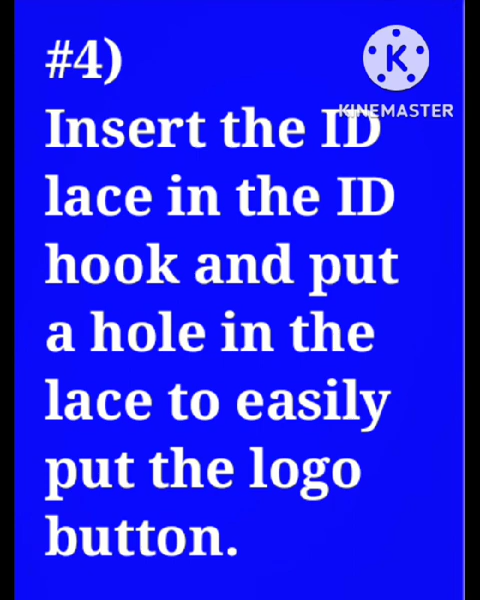 #4)
K
KINEMASTER
Insert the ID
lace in the ID
hook and put
a hole in the
lace to easily
put the logo
button.